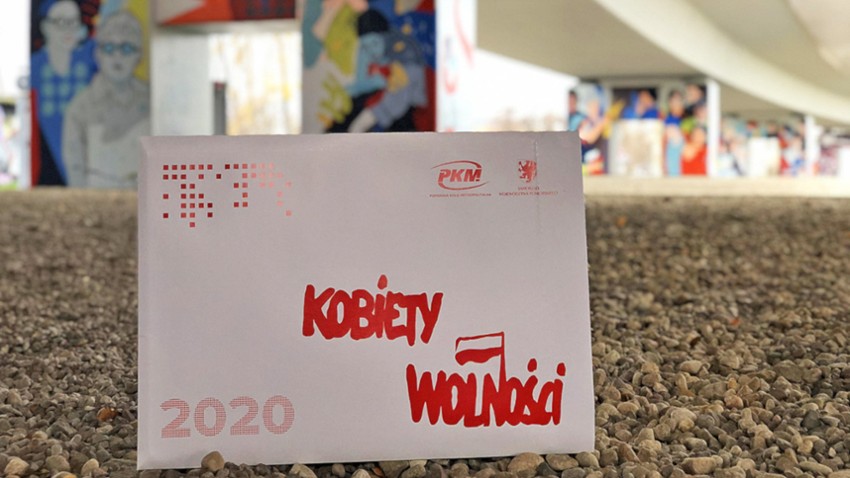 PKM
KOBIETY
WOLNOŚCI
2020